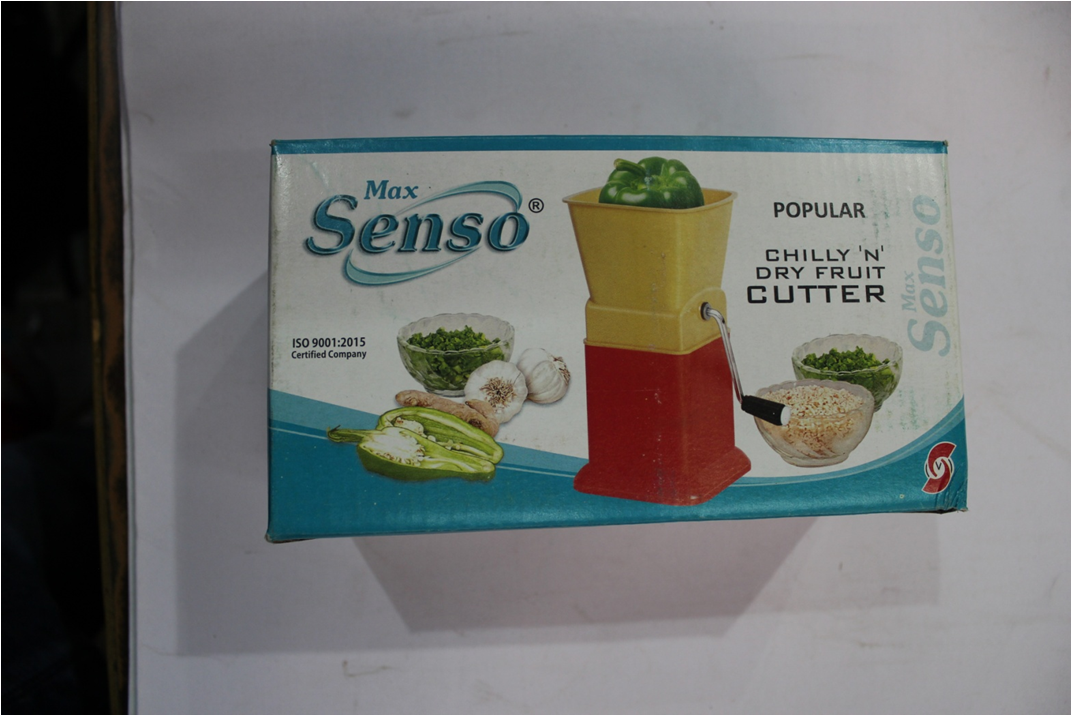 Max
Senso®
POPULAR
CHILLY 'N'
DRY FRUIT
CUTTER
ISO 9001:2015
Certified Company
Max
Senso